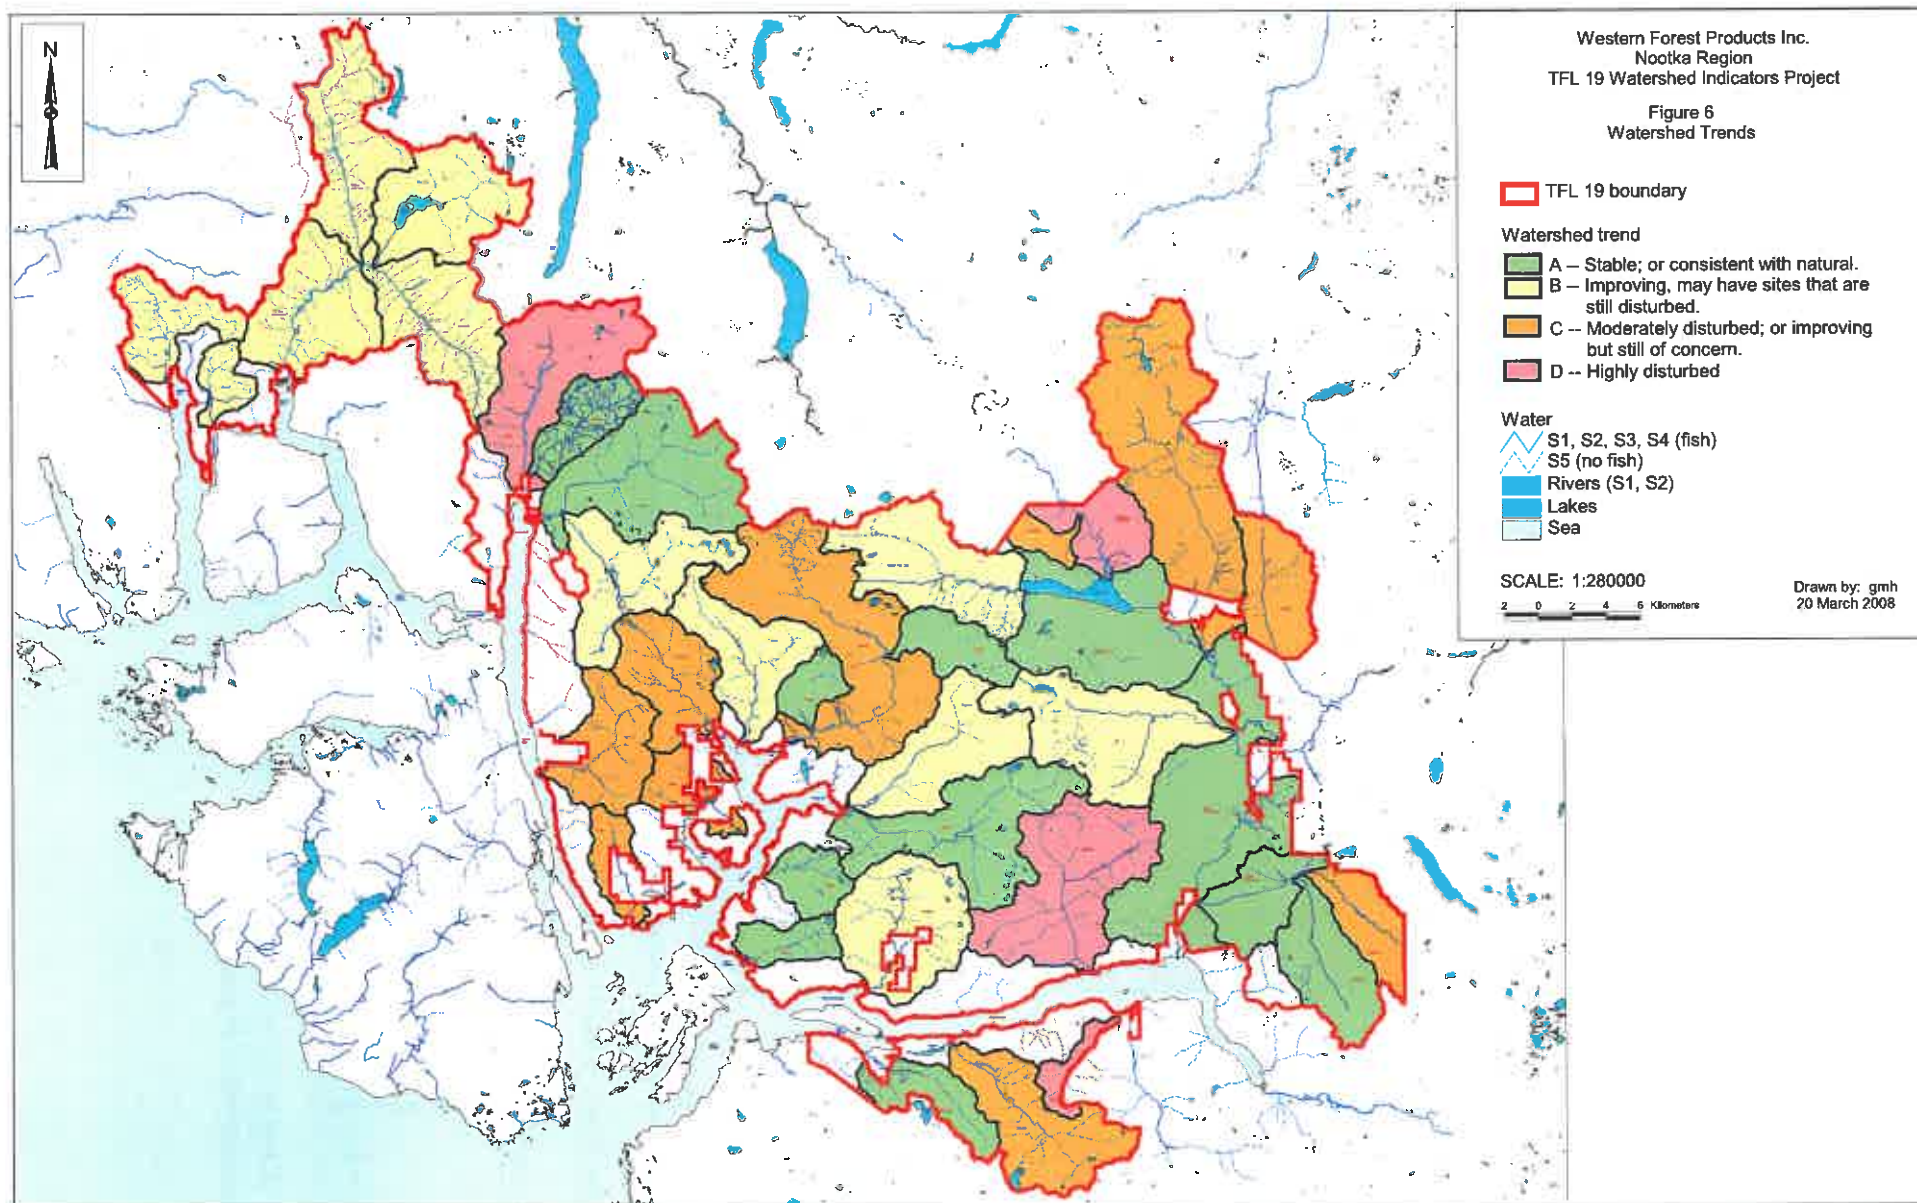 N
Western Forest Products Inc.
Nootka Region
TFL 19 Watershed Indicators Project
Figure 6
Watershed Trends
TFL 19 boundary
Watershed trend
A -- Stable; or consistent with natural.
B -- Improving, may have sites that are
still disturbed.
C -- Moderately disturbed; or improving
but still of concern.
D -- Highly disturbed
Water
S1, S2, S3, S4 (fish)
S5 (no fish)
Rivers (S1, S2)
Lakes
Sea
SCALE: 1:280000
2 0 2 4 6 Kilometers
Drawn by: gmh
20 March 2008